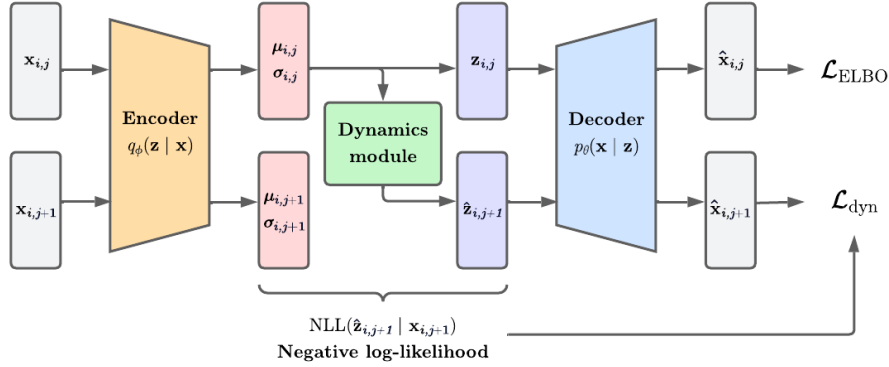 x_{i,j}
Encoder
q_ϕ(z | x)
μ_{i,j}
σ_{i,j}
Dynamics
module
z_{i,j}
Decoder
p_θ(x | z)
x̂_{i,j}
ℒ_ELBO
x_{i,j+1}
μ_{i,j+1}
σ_{i,j+1}
ẑ_{i,j+1}
x̂_{i,j+1}
ℒ_dyn
NLL(ẑ_{i,j+1} | x_{i,j+1})
Negative log-likelihood